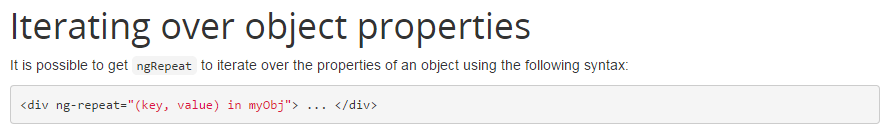 Iterating over object properties
It is possible to get ngRepeat to iterate over the properties of an object using the following syntax:
<div ng-repeat="(key, value) in myObj"> ... </div>